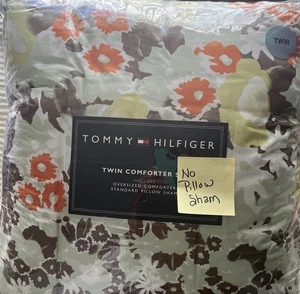 TWIN
TOMMY HILFIGER
TWIN COMFORTER S
OVERSIZED COMFORTER
STANDARD PILLOW SHAM
No
Pillow
Sham